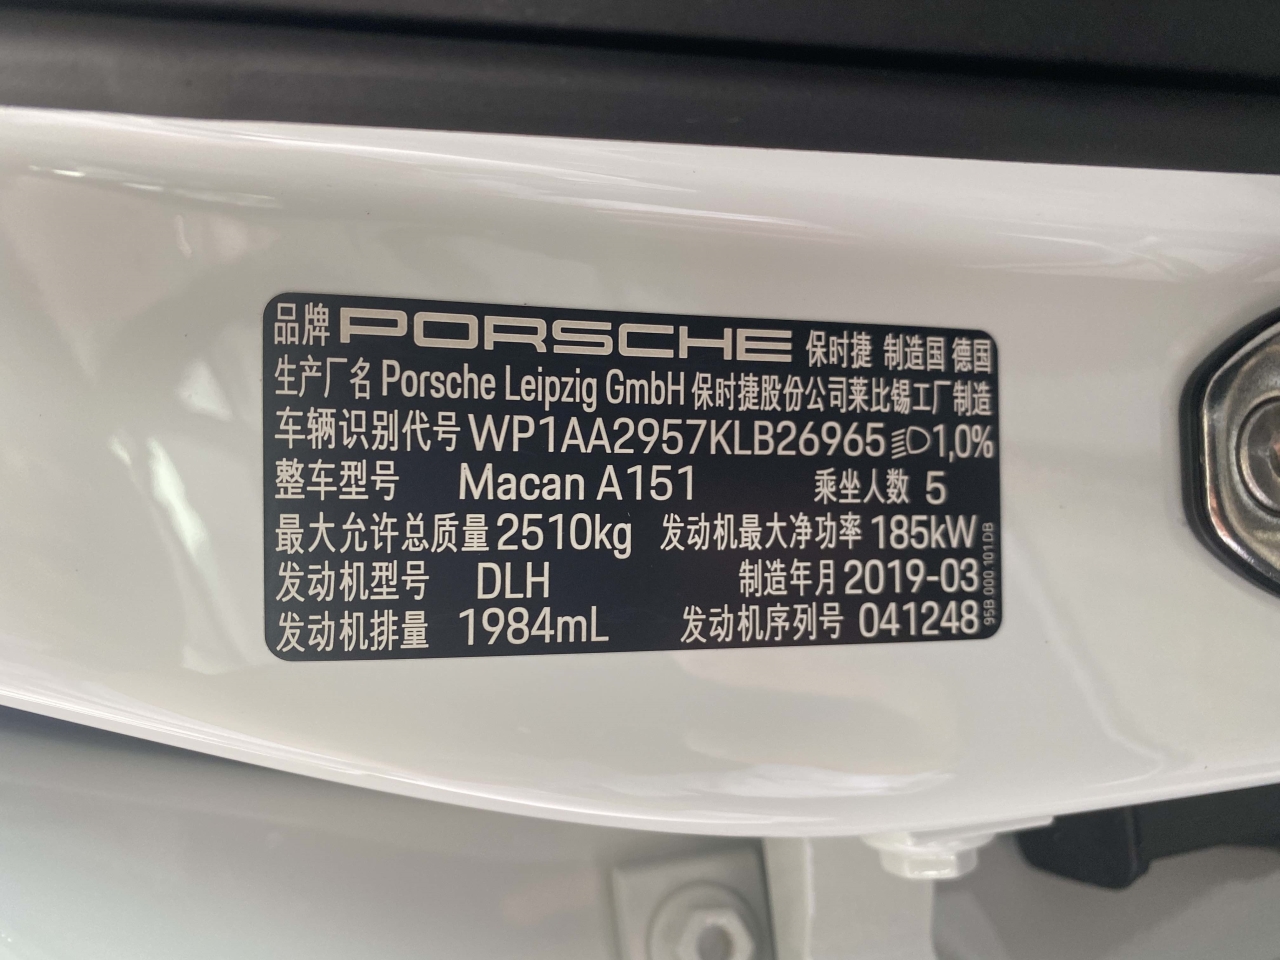 品牌 PORSCHE 保时捷 制造国 德国
生产厂名 Porsche Leipzig GmbH 保时捷股份公司莱比锡工厂制造
车辆识别代号 WP1AA2957KLB26965 1,0%
整车型号 Macan A151 乘坐人数 5
最大允许总质量 2510kg 发动机最大净功率 185kW
发动机型号 DLH 制造年月 2019-03
发动机排量 1984mL 发动机序列号 041248
95B 000 101.DB